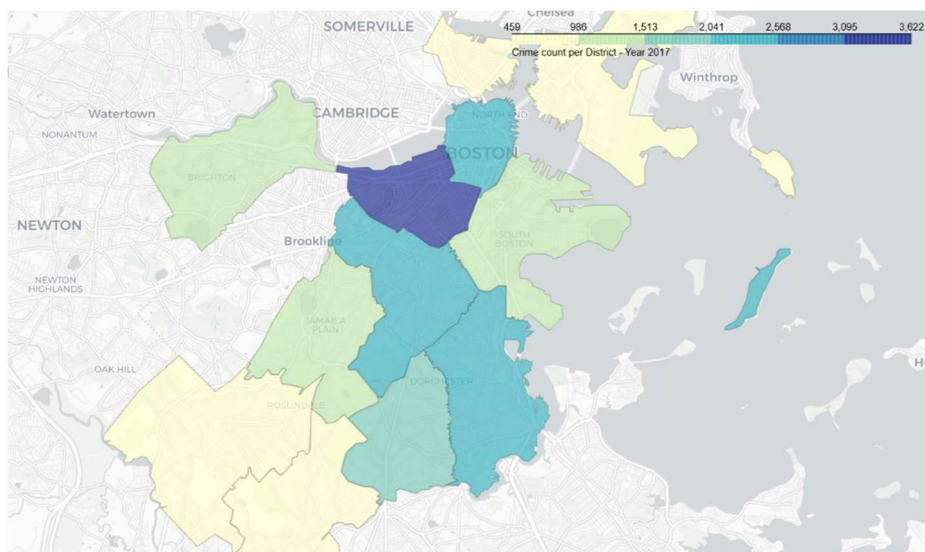 SOMERVILLE
Chelsea
459 986 1,513 2,041 2,568 3,095 3,622
Crime count per District - Year 2017
Winthrop
Watertown
CAMBRIDGE
NORTH END
NONANTUM
BOSTON
BRIGHTON
NEWTON
Brookline
SOUTH
BOSTON
NEWTON
HIGHLANDS
JAMAICA
PLAIN
OAK HILL
DORCHESTER
ROSLINDALE